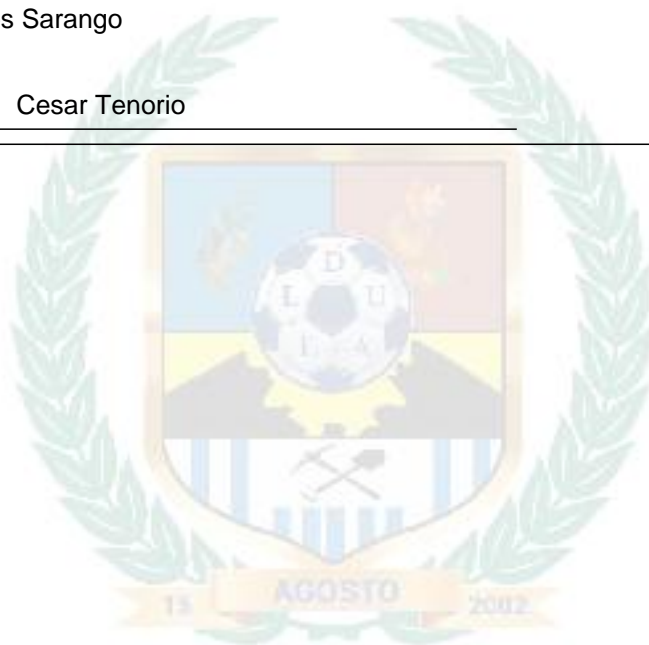 s Sarango
Cesar Tenorio
D
L U
L A
15 AGOSTO 2002